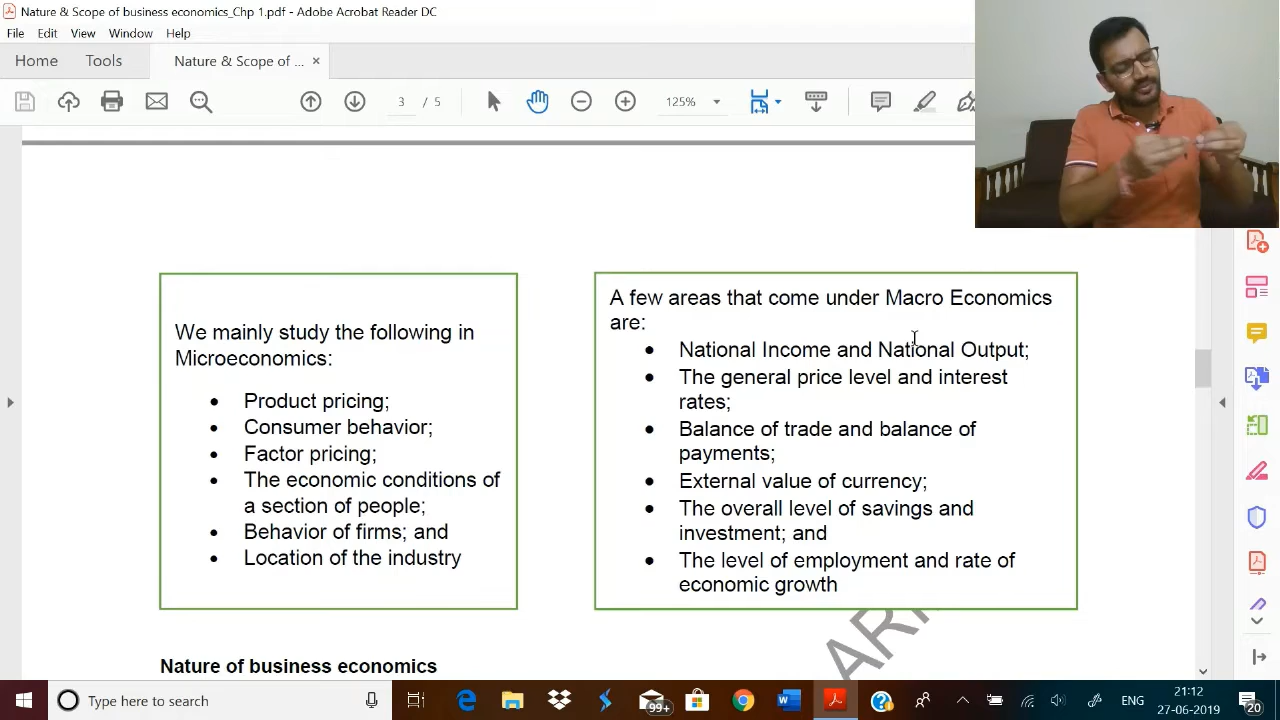 Nature & Scope of business economics_Chp 1.pdf - Adobe Acrobat Reader DC
File Edit View Window Help
Home Tools Nature & Scope of ... ×
3 / 5 125%
We mainly study the following in
Microeconomics:
• Product pricing;
• Consumer behavior;
• Factor pricing;
• The economic conditions of
a section of people;
• Behavior of firms; and
• Location of the industry
A few areas that come under Macro Economics
are:
• National Income and National Output;
• The general price level and interest
rates;
• Balance of trade and balance of
payments;
• External value of currency;
• The overall level of savings and
investment; and
• The level of employment and rate of
economic growth
Nature of business economics
Type here to search
99+
ENG
21:12
27-06-2019
20